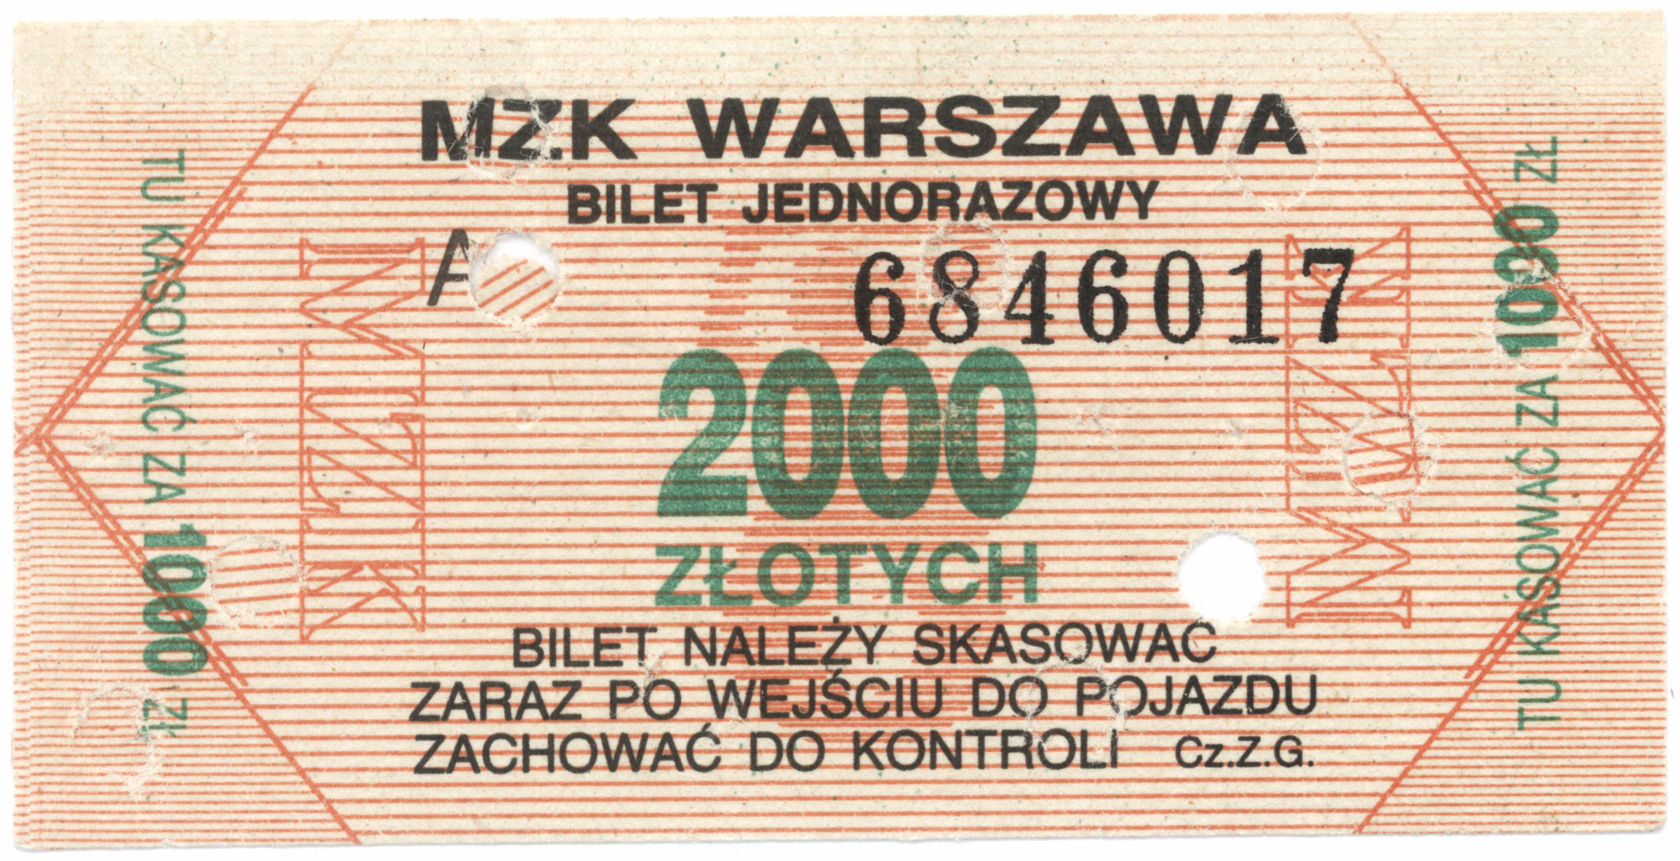 MZK WARSZAWA
BILET JEDNORAZOWY
A 6846017
2000
ZŁOTYCH
BILET NALEŻY SKASOWAĆ
ZARAZ PO WEJŚCIU DO POJAZDU
ZACHOWAĆ DO KONTROLI Cz.Z.G.
TU KASOWAĆ ZA 1000 ZŁ
MZK
MZK
TU KASOWAĆ ZA 1000 ZŁ